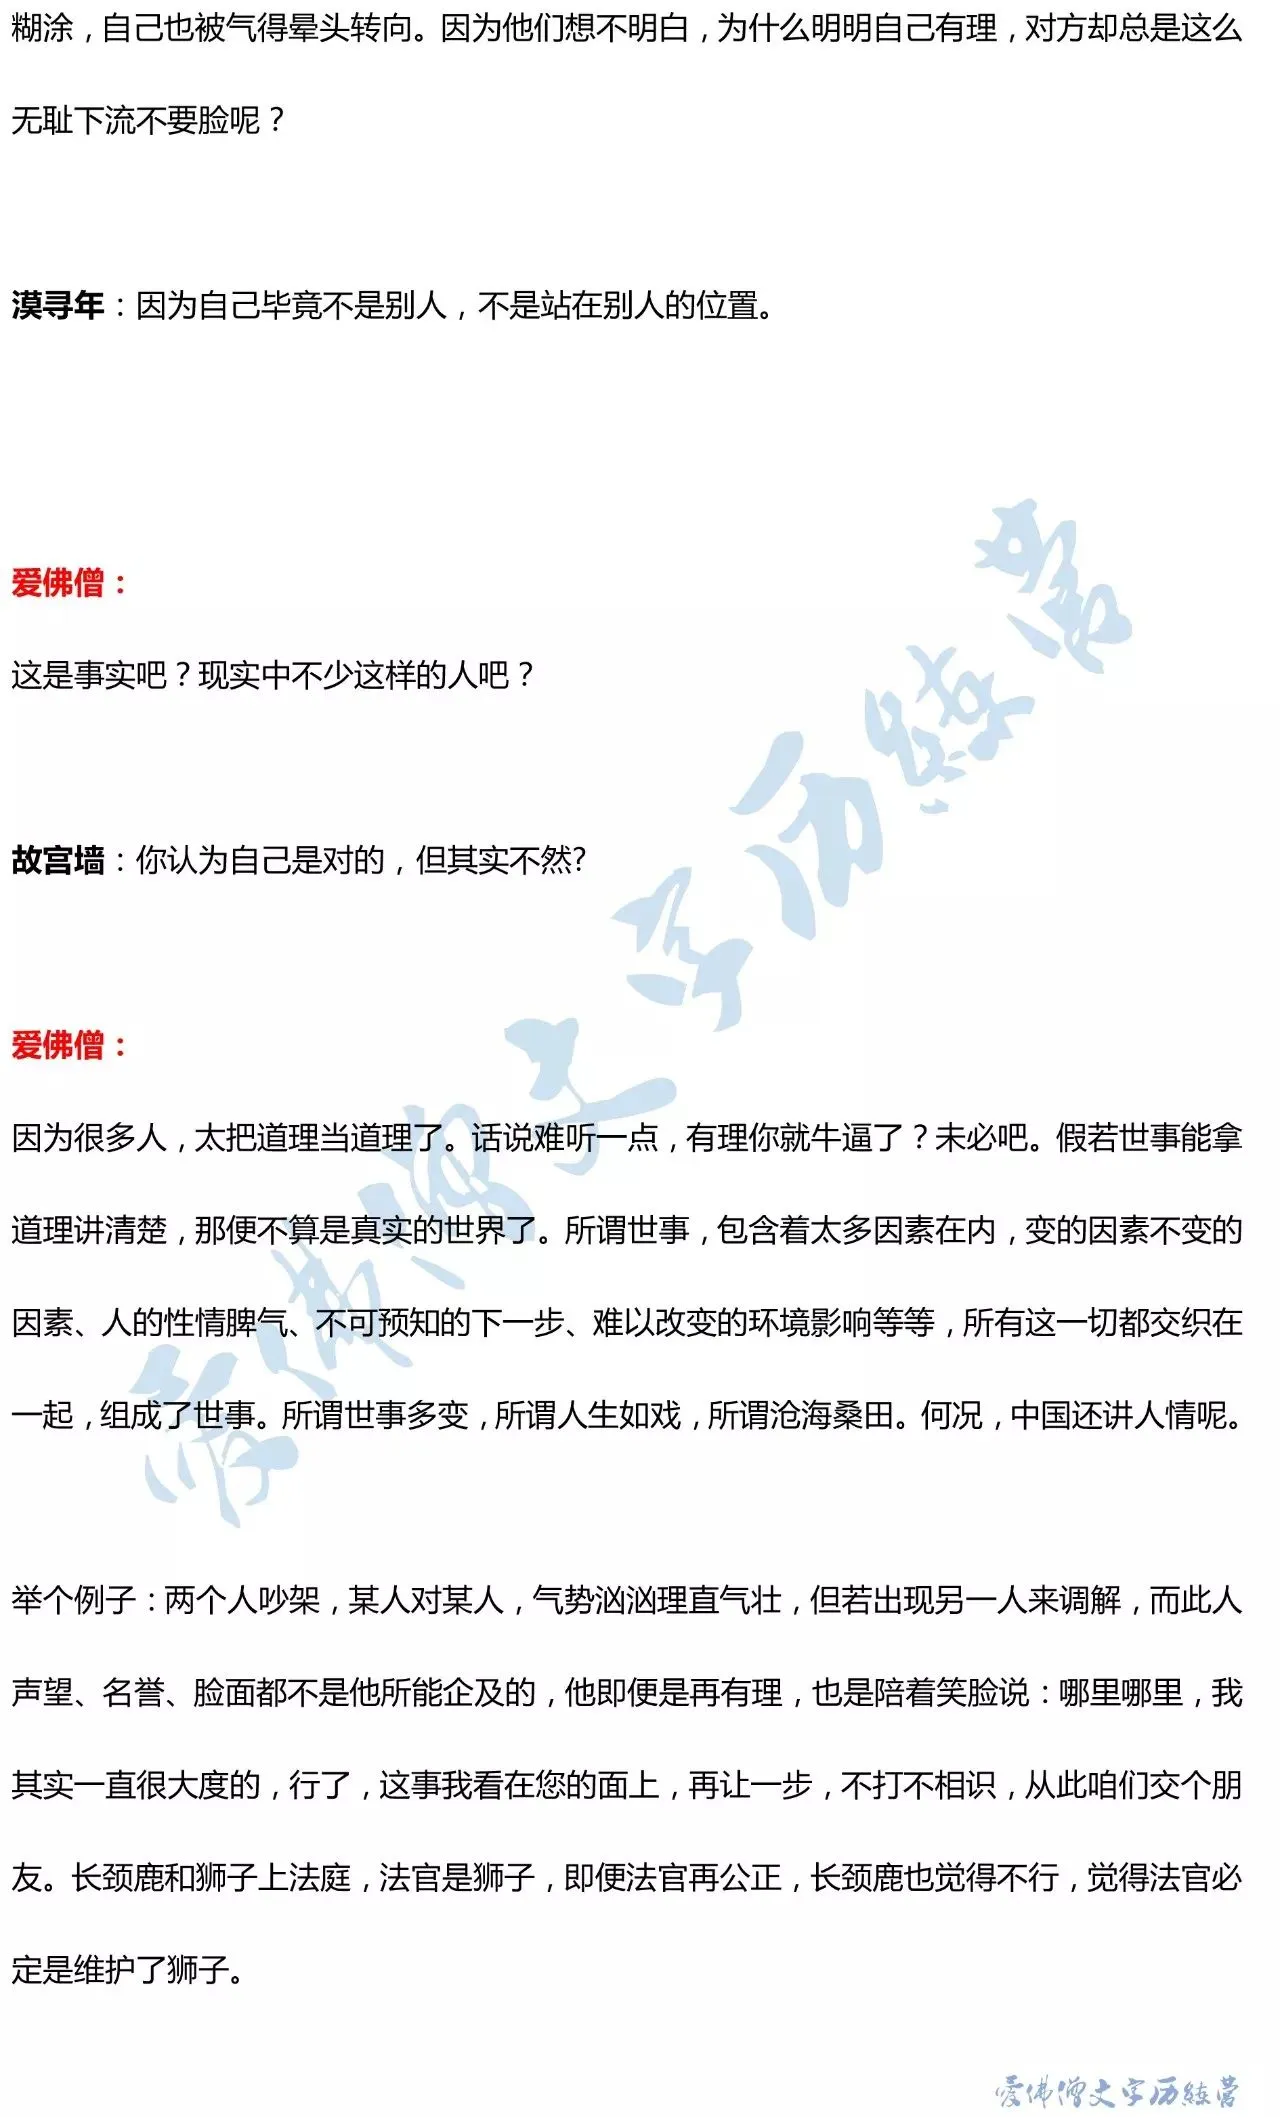 糊涂，自己也被气得晕头转向。因为他们想不明白，为什么明明自己有理，对方却总是这么
无耻下流不要脸呢？
漠寻年：因为自己毕竟不是别人，不是站在别人的位置。
爱佛僧：
这是事实吧？现实中不少这样的人吧？
故宫墙：你认为自己是对的，但其实不然?
爱佛僧：
因为很多人，太把道理当道理了。话说难听一点，有理你就牛逼了？未必吧。假若世事能拿
道理讲清楚，那便不算是真实的世界了。所谓世事，包含着太多因素在内，变的因素不变的
因素、人的性情脾气、不可预知的下一步、难以改变的环境影响等等，所有这一切都交织在
一起，组成了世事。所谓世事多变，所谓人生如戏，所谓沧海桑田。何况，中国还讲人情呢。
举个例子：两个人吵架，某人对某人，气势汹汹理直气壮，但若出现另一人来调解，而此人
声望、名誉、脸面都不是他所能企及的，他即便是再有理，也是陪着笑脸说：哪里哪里，我
其实一直很大度的，行了，这事我看在您的面上，再让一步，不打不相识，从此咱们交个朋
友。长颈鹿和狮子上法庭，法官是狮子，即便法官再公正，长颈鹿也觉得不行，觉得法官必
定是维护了狮子。
爱佛僧文字历练营
爱佛僧文字历练营